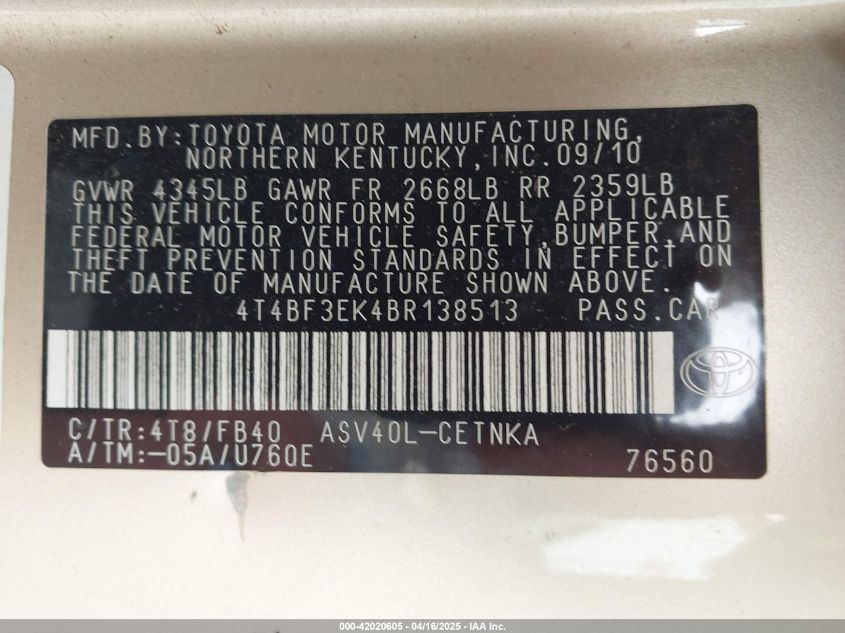 MFD.BY:TOYOTA MOTOR MANUFACTURING,
NORTHERN KENTUCKY,INC.09/10
GVWR 4345LB GAWR FR 2668LB RR 2359LB
THIS VEHICLE CONFORMS TO ALL APPLICABLE
FEDERAL MOTOR VEHICLE SAFETY,BUMPER,AND
THEFT PREVENTION STANDARDS IN EFFECT ON
THE DATE OF MANUFACTURE SHOWN ABOVE.
4T4BF3EK4BR138513 PASS.CAR
C/TR:4T8/FB40 ASV40L-CETNKA
A/TM:-05A/U760E 76560
000-42020605 - 04/16/2025 - IAA Inc.